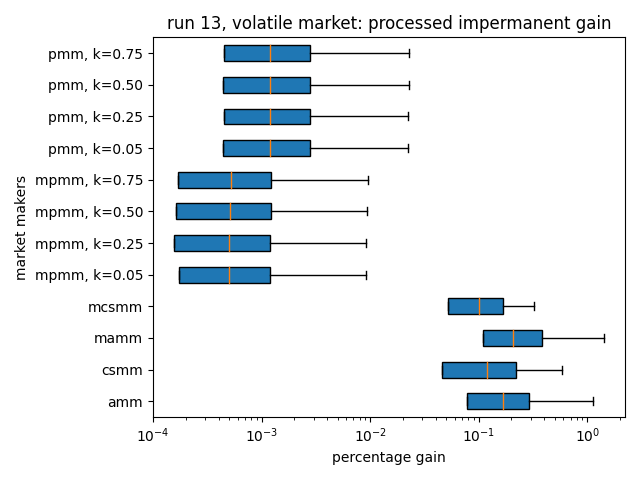 run 13, volatile market: processed impermanent gain
pmm, k=0.75
pmm, k=0.50
pmm, k=0.25
pmm, k=0.05
mpmm, k=0.75
mpmm, k=0.50
mpmm, k=0.25
mpmm, k=0.05
mcsmm
mamm
csmm
amm
market makers
10⁻⁴ 10⁻³ 10⁻² 10⁻¹ 10⁰
percentage gain